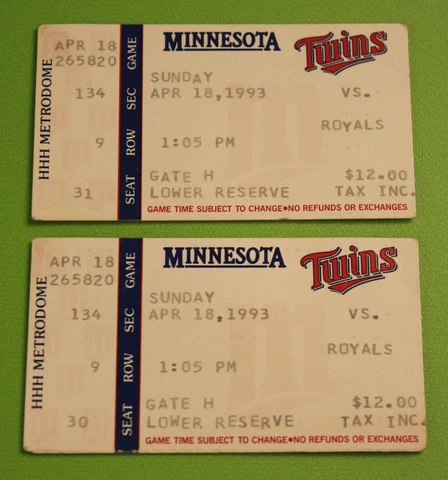 HHH METRODOME
APR 18
265820
134
9
31
GAME
SEC
ROW
SEAT
MINNESOTA Twins
SUNDAY
APR 18,1993 VS.
ROYALS
1:05 PM
GATE H $12.00
LOWER RESERVE TAX INC.
GAME TIME SUBJECT TO CHANGE•NO REFUNDS OR EXCHANGES
HHH METRODOME
APR 18
265820
134
9
30
GAME
SEC
ROW
SEAT
MINNESOTA Twins
SUNDAY
APR 18,1993 VS.
ROYALS
1:05 PM
GATE H $12.00
LOWER RESERVE TAX INC.
GAME TIME SUBJECT TO CHANGE•NO REFUNDS OR EXCHANGES